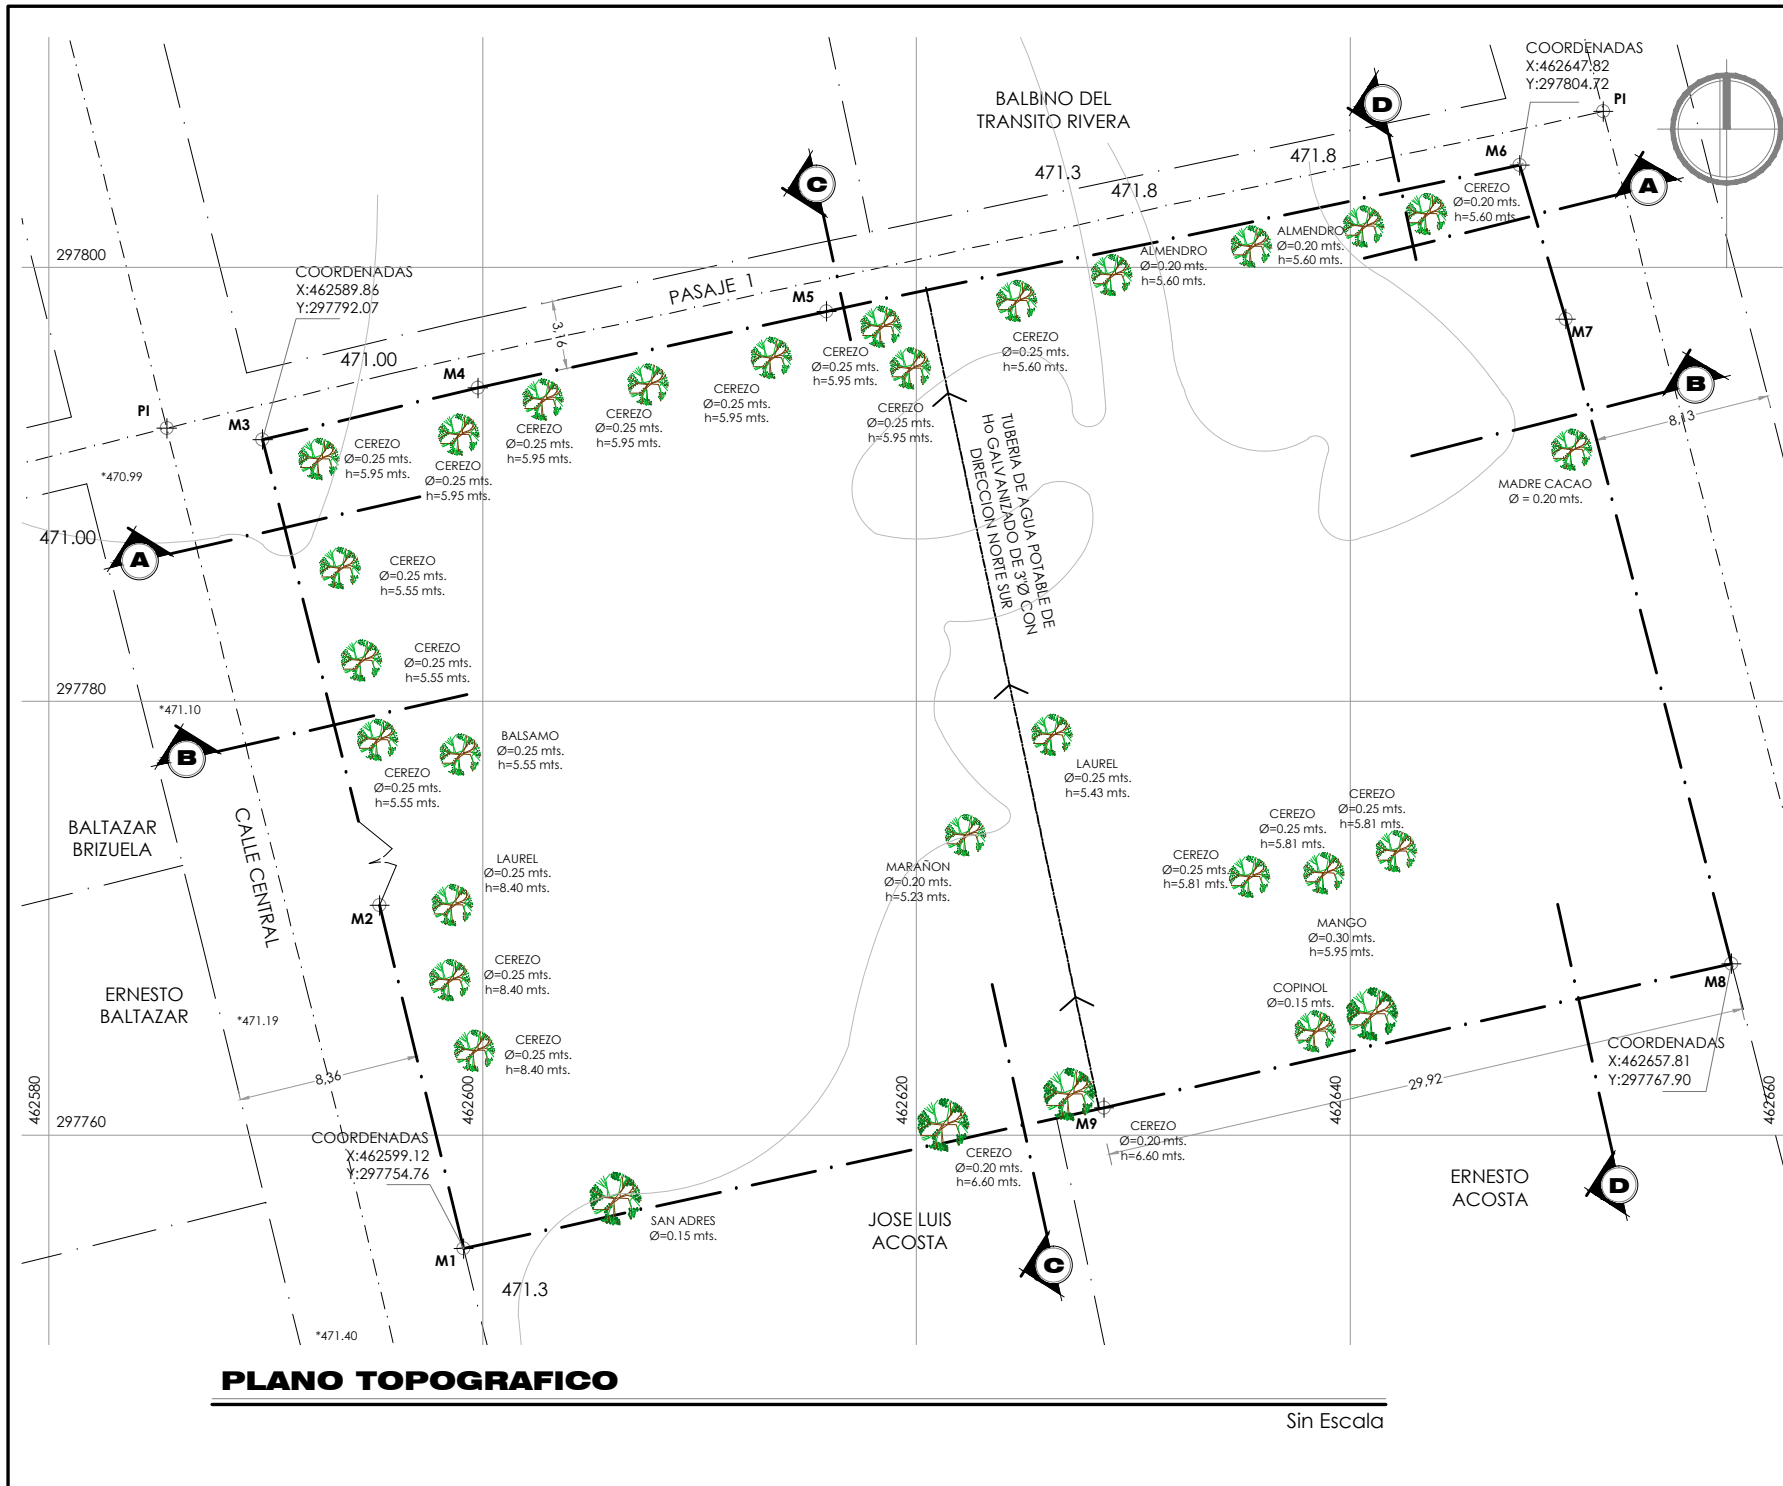 COORDENADAS
X:462647.82
Y:297804.72
PI
D
BALBINO DEL
TRANSITO RIVERA
471.3
471.8
471.8
M6
A
C
CEREZO
Ø=0.20 mts.
h=5.60 mts.
ALMENDRO
Ø=0.20 mts.
h=5.60 mts.
ALMENDRO
Ø=0.20 mts.
h=5.60 mts.
297800
COORDENADAS
X:462589.86
Y:297792.07
PASAJE 1
M5
3,16
471.00
M4
M7
B
8,13
PI
M3
CEREZO
Ø=0.25 mts.
h=5.60 mts.
CEREZO
Ø=0.25 mts.
h=5.95 mts.
CEREZO
Ø=0.25 mts.
h=5.95 mts.
CEREZO
Ø=0.25 mts.
h=5.95 mts.
CEREZO
Ø=0.25 mts.
h=5.95 mts.
CEREZO
Ø=0.25 mts.
h=5.95 mts.
CEREZO
Ø=0.25 mts.
h=5.95 mts.
CEREZO
Ø=0.25 mts.
h=5.95 mts.
*470.99
471.00
A
TUBERIA DE AGUA POTABLE DE
Ho GALVANIZADO DE 3"Ø CON
DIRECCION NORTE SUR
MADRE CACAO
Ø = 0.20 mts.
CEREZO
Ø=0.25 mts.
h=5.55 mts.
CEREZO
Ø=0.25 mts.
h=5.55 mts.
297780
*471.10
B
CEREZO
Ø=0.25 mts.
h=5.55 mts.
BALSAMO
Ø=0.25 mts.
h=5.55 mts.
LAUREL
Ø=0.25 mts.
h=5.43 mts.
BALTAZAR
BRIZUELA
CALLE CENTRAL
LAUREL
Ø=0.25 mts.
h=8.40 mts.
MARAÑON
Ø=0.20 mts.
h=5.23 mts.
CEREZO
Ø=0.25 mts.
h=5.81 mts.
CEREZO
Ø=0.25 mts.
h=5.81 mts.
CEREZO
Ø=0.25 mts.
h=5.81 mts.
M2
MANGO
Ø=0.30 mts.
h=5.95 mts.
CEREZO
Ø=0.25 mts.
h=8.40 mts.
COPINOL
Ø=0.15 mts.
M8
ERNESTO
BALTAZAR
*471.19
CEREZO
Ø=0.25 mts.
h=8.40 mts.
COORDENADAS
X:462657.81
Y:297767.90
8,36
29,92
462580
462600
462620
462640
462660
297760
M9
CEREZO
Ø=0.20 mts.
h=6.60 mts.
COORDENADAS
X:462599.12
Y:297754.76
CEREZO
Ø=0.20 mts.
h=6.60 mts.
ERNESTO
ACOSTA
D
SAN ADRES
Ø=0.15 mts.
JOSE LUIS
ACOSTA
M1
C
471.3
*471.40
PLANO TOPOGRAFICO
Sin Escala